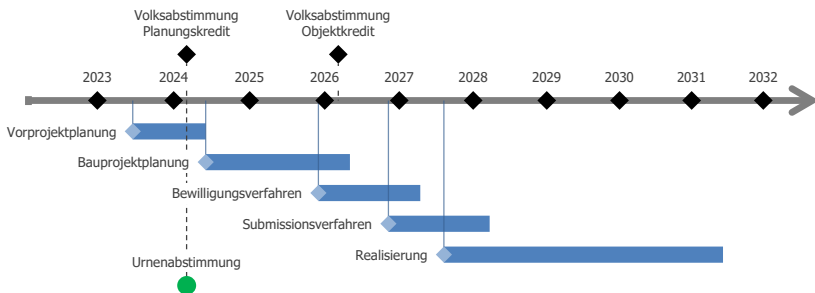 Volksabstimmung
Planungskredit
Volksabstimmung
Objektkredit
2023 2024 2025 2026 2027 2028 2029 2030 2031 2032
Vorprojektplanung
Bauprojektplanung
Bewilligungsverfahren
Submissionsverfahren
Realisierung
Urnenabstimmung